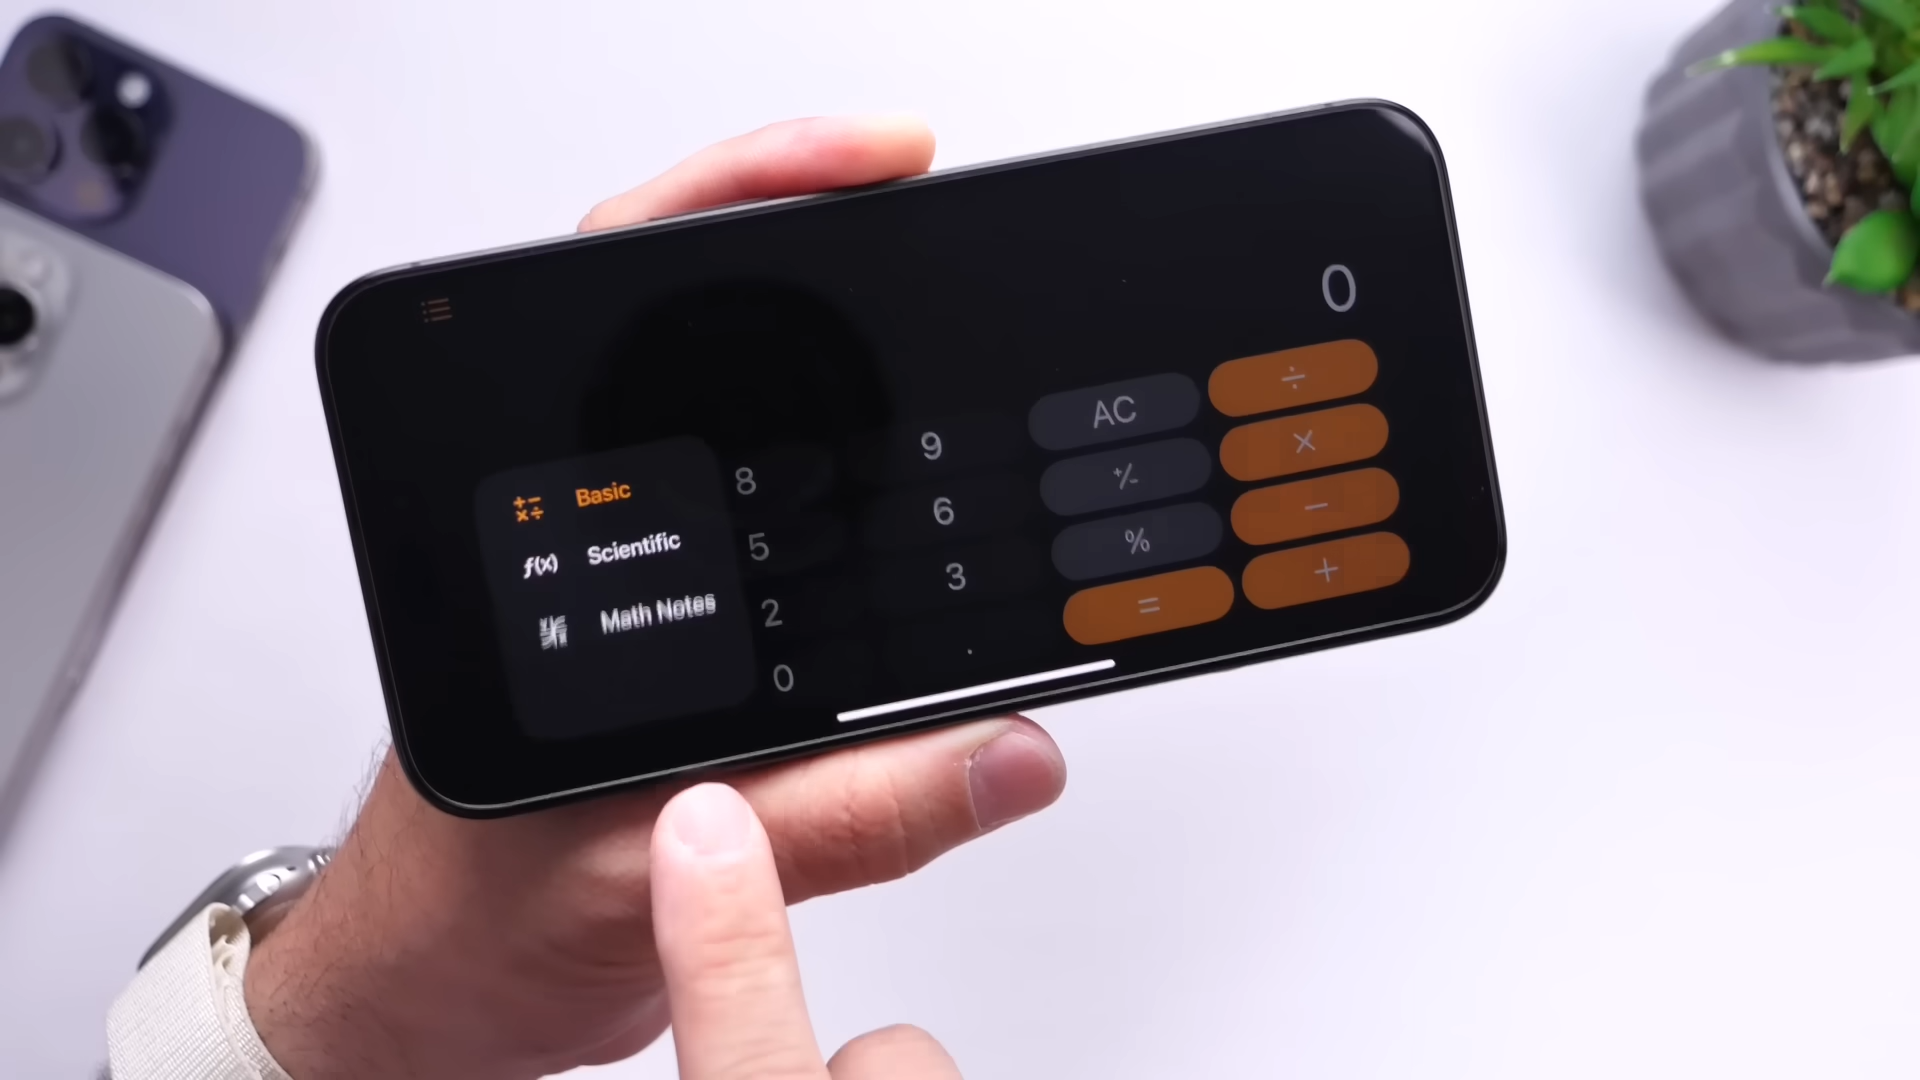 0
Basic
Scientific
Math Notes
8 9 AC ÷
5 6 +/- ×
2 3 % −
0 . = +
f(x)